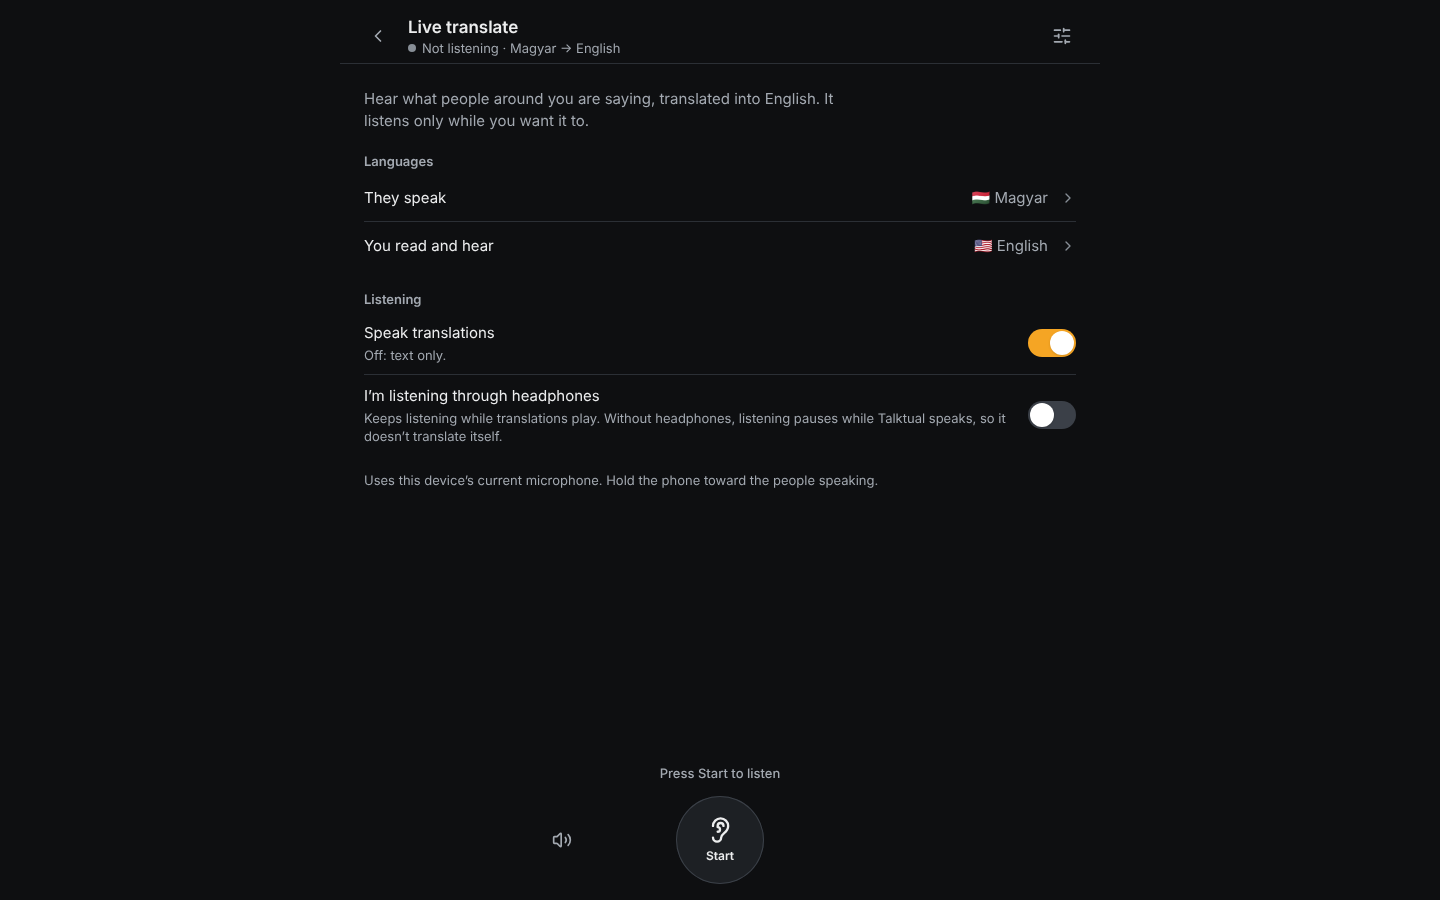 Live translate
Not listening · Magyar → English
Hear what people around you are saying, translated into English. It
listens only while you want it to.
Languages
They speak
🇭🇺 Magyar
You read and hear
🇺🇸 English
Listening
Speak translations
Off: text only.
I’m listening through headphones
Keeps listening while translations play. Without headphones, listening pauses while Talktual speaks, so it
doesn’t translate itself.
Uses this device’s current microphone. Hold the phone toward the people speaking.
Press Start to listen
Start